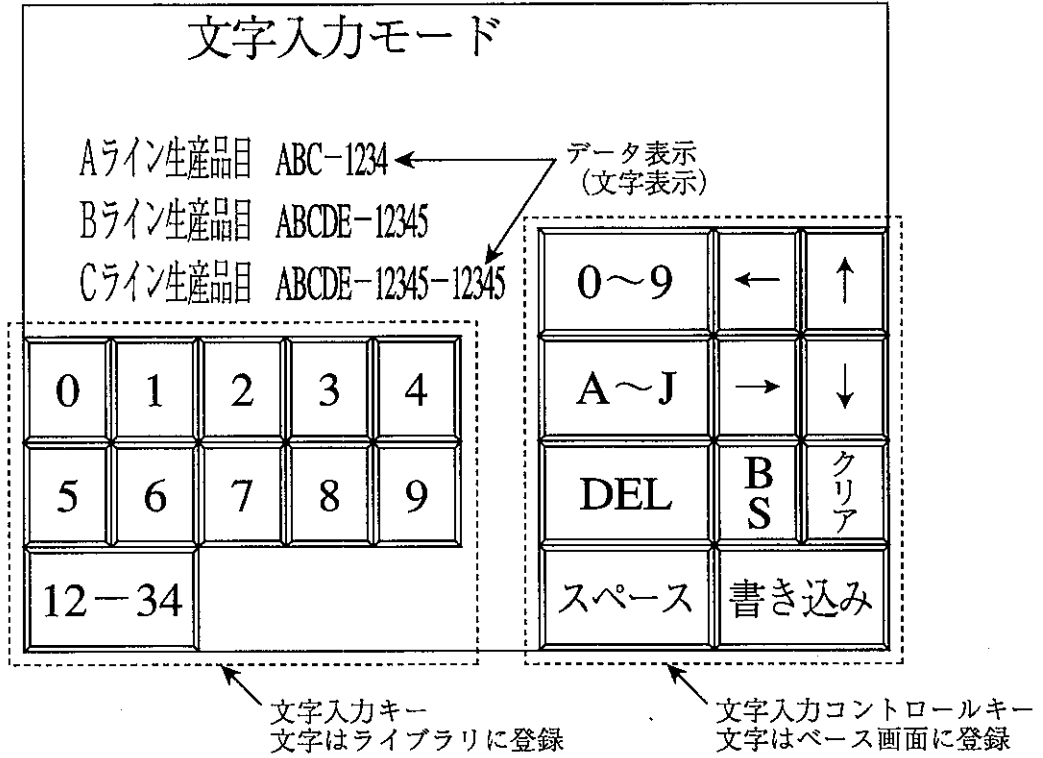 文字入力モード
Aライン生産品目 ABC-1234
データ表示
(文字表示)
Bライン生産品目 ABCDE-12345
Cライン生産品目 ABCDE-12345-12345
0〜9 ← ↑
A〜J → ↓
DEL BS クリア
スペース 書き込み
0 1 2 3 4
5 6 7 8 9
12-34
文字入力キー
文字はライブラリに登録
文字入力コントロールキー
文字はベース画面に登録